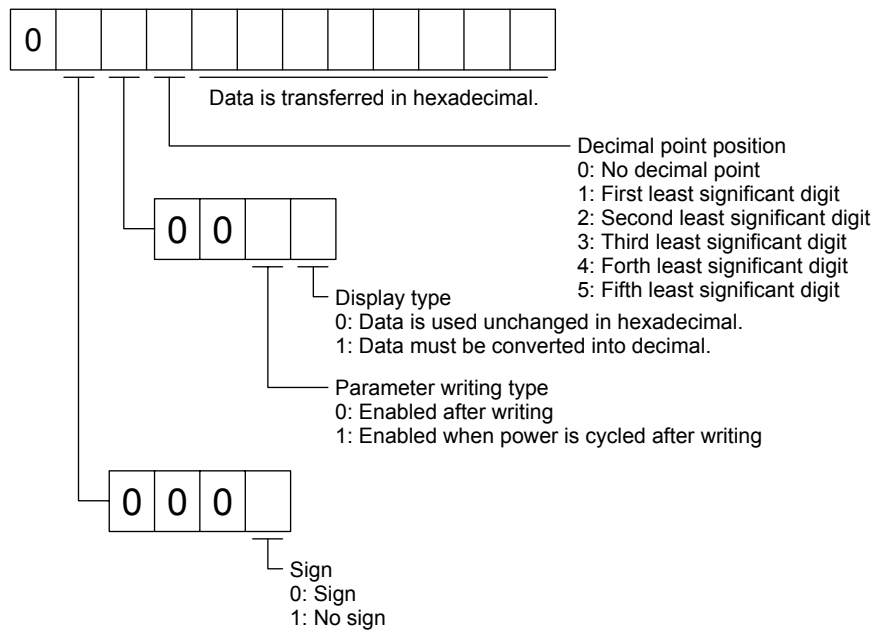 0
Data is transferred in hexadecimal.
Decimal point position
0: No decimal point
1: First least significant digit
2: Second least significant digit
3: Third least significant digit
4: Forth least significant digit
5: Fifth least significant digit
0 0
Display type
0: Data is used unchanged in hexadecimal.
1: Data must be converted into decimal.
Parameter writing type
0: Enabled after writing
1: Enabled when power is cycled after writing
0 0 0
Sign
0: Sign
1: No sign